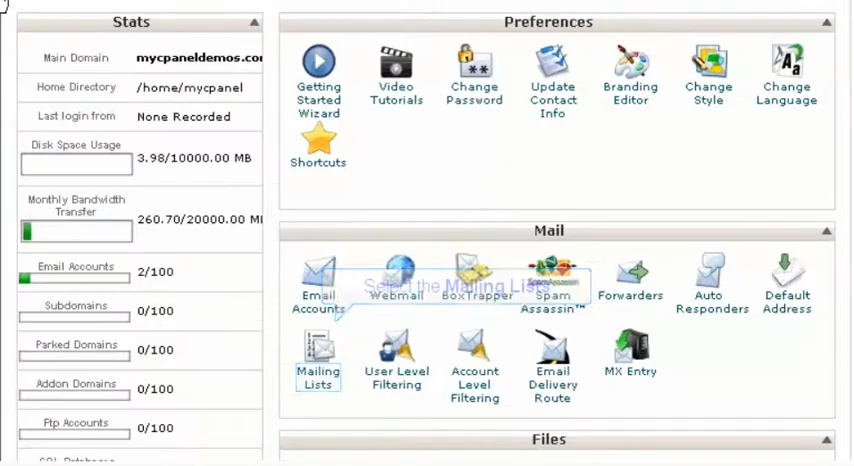 Stats
Main Domain
mycpaneldemos.co
Home Directory
/home/mycpanel
Last login from
None Recorded
Disk Space Usage
3.98/10000.00 MB
Monthly Bandwidth
Transfer
260.70/20000.00 M
Email Accounts
2/100
Subdomains
0/100
Parked Domains
0/100
Addon Domains
0/100
Ftp Accounts
0/100
Preferences
Getting
Started
Wizard
Video
Tutorials
Change
Password
Update
Contact
Info
Branding
Editor
Change
Style
Change
Language
Shortcuts
Mail
Email
Accounts
Webmail
BoxTrapper
Spam
Assassin™
Forwarders
Auto
Responders
Default
Address
Select the Mailing Lists
Mailing
Lists
User Level
Filtering
Account
Level
Filtering
Email
Delivery
Route
MX Entry
Files